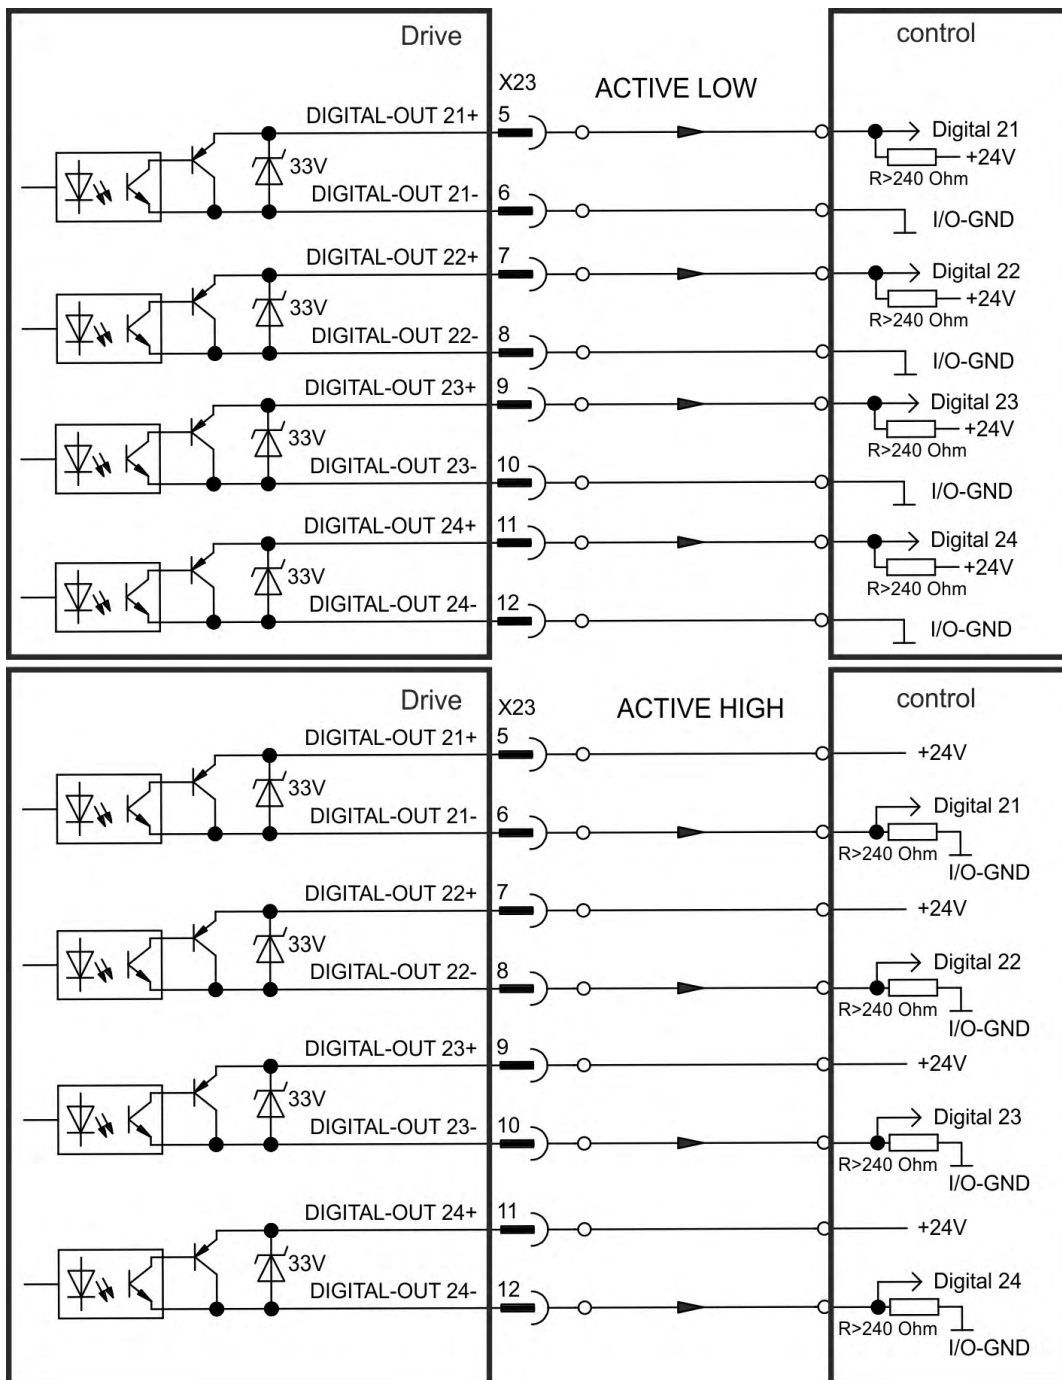 Drive
control
X23
ACTIVE LOW
DIGITAL-OUT 21+
5
Digital 21
33V
+24V
R>240 Ohm
DIGITAL-OUT 21-
6
I/O-GND
DIGITAL-OUT 22+
7
Digital 22
33V
+24V
R>240 Ohm
DIGITAL-OUT 22-
8
I/O-GND
DIGITAL-OUT 23+
9
Digital 23
33V
+24V
R>240 Ohm
DIGITAL-OUT 23-
10
I/O-GND
DIGITAL-OUT 24+
11
Digital 24
33V
+24V
R>240 Ohm
DIGITAL-OUT 24-
12
I/O-GND
Drive
control
X23
ACTIVE HIGH
DIGITAL-OUT 21+
5
+24V
33V
Digital 21
DIGITAL-OUT 21-
6
R>240 Ohm
I/O-GND
DIGITAL-OUT 22+
7
+24V
33V
Digital 22
DIGITAL-OUT 22-
8
R>240 Ohm
I/O-GND
DIGITAL-OUT 23+
9
+24V
33V
Digital 23
DIGITAL-OUT 23-
10
R>240 Ohm
I/O-GND
DIGITAL-OUT 24+
11
+24V
33V
Digital 24
DIGITAL-OUT 24-
12
R>240 Ohm
I/O-GND